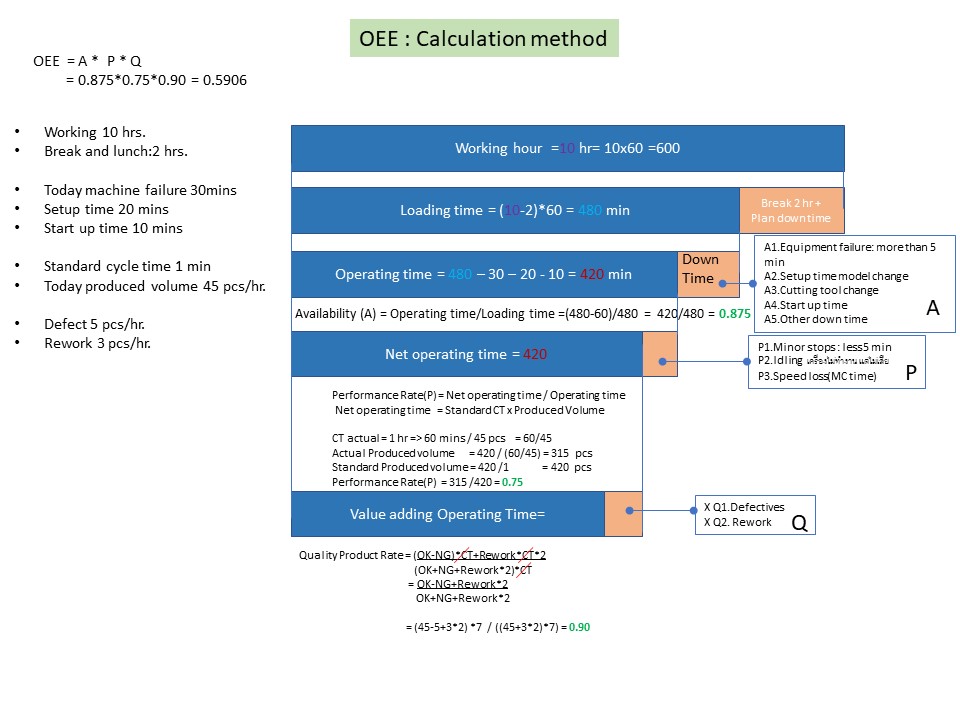 OEE : Calculation method
OEE = A * P * Q
= 0.875*0.75*0.90 = 0.5906
• Working 10 hrs.
• Break and lunch:2 hrs.
• Today machine failure 30mins
• Setup time 20 mins
• Start up time 10 mins
• Standard cycle time 1 min
• Today produced volume 45 pcs/hr.
• Defect 5 pcs/hr.
• Rework 3 pcs/hr.
Working hour =10 hr= 10x60 =600
Loading time = (10-2)*60 = 480 min
Break 2 hr +
Plan down time
Operating time = 480 – 30 – 20 - 10 = 420 min
Down
Time
A1.Equipment failure: more than 5
min
A2.Setup time model change
A3.Cutting tool change
A4.Start up time
A5.Other down time
A
Availability (A) = Operating time/Loading time =(480-60)/480 = 420/480 = 0.875
Net operating time = 420
P1.Minor stops : less5 min
P2.Idling เครื่องไม่ทำงาน แต่ไม่เสีย
P3.Speed loss(MC time)
P
Performance Rate(P) = Net operating time / Operating time
Net operating time = Standard CT x Produced Volume
CT actual = 1 hr => 60 mins / 45 pcs = 60/45
Actual Produced volume = 420 / (60/45) = 315 pcs
Standard Produced volume = 420 /1 = 420 pcs
Performance Rate(P) = 315 /420 = 0.75
Value adding Operating Time=
X Q1.Defectives
X Q2. Rework
Q
Quality Product Rate = (OK-NG)*CT+Rework*CT*2
(OK+NG+Rework*2)*CT
= OK-NG+Rework*2
OK+NG+Rework*2
= (45-5+3*2) *7 / ((45+3*2)*7) = 0.90